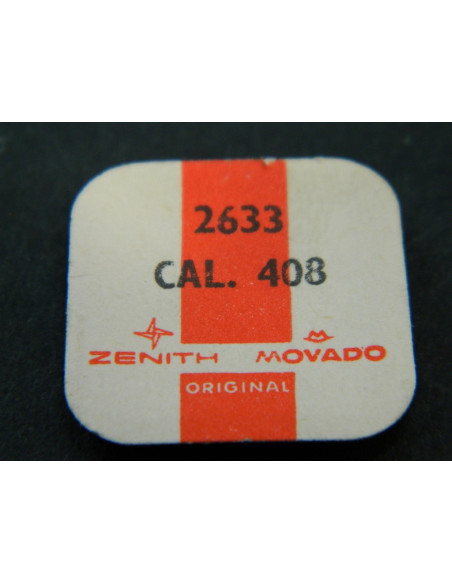 2633
CAL. 408
ZENITH MOVADO
ORIGINAL